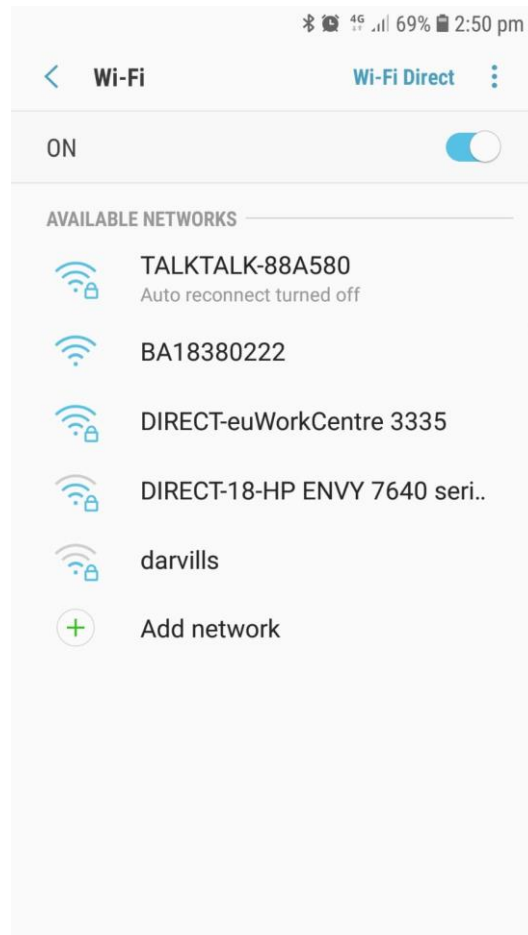 4G 69% 2:50 pm
Wi-Fi Wi-Fi Direct
ON
AVAILABLE NETWORKS
TALKTALK-88A580
Auto reconnect turned off
BA18380222
DIRECT-euWorkCentre 3335
DIRECT-18-HP ENVY 7640 seri..
darvills
Add network